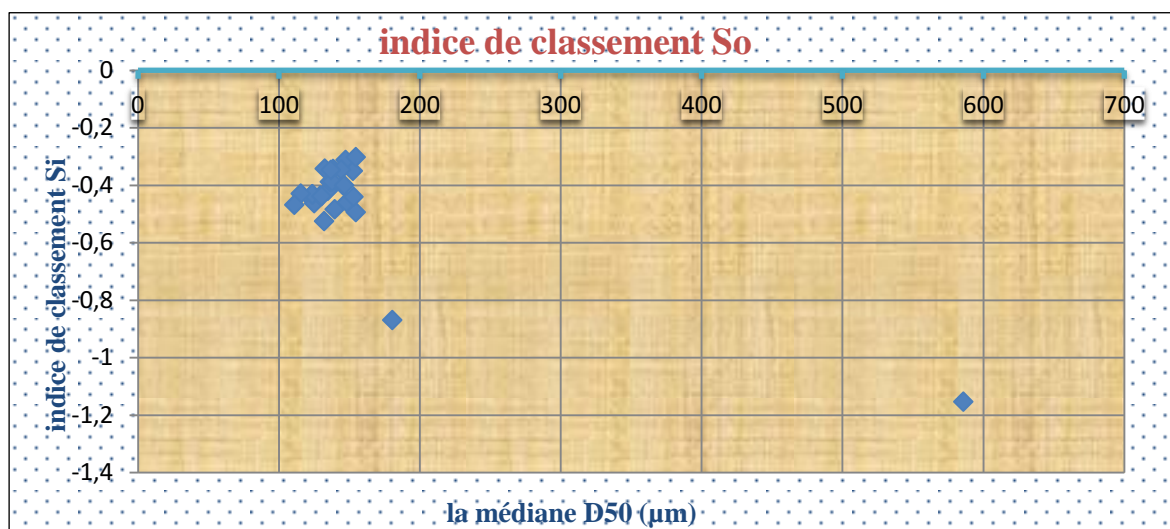 indice de classement So
0
0 100 200 300 400 500 600 700
-0,2
-0,4
-0,6
-0,8
-1
-1,2
-1,4
indice de classement Si
la médiane D50 (µm)